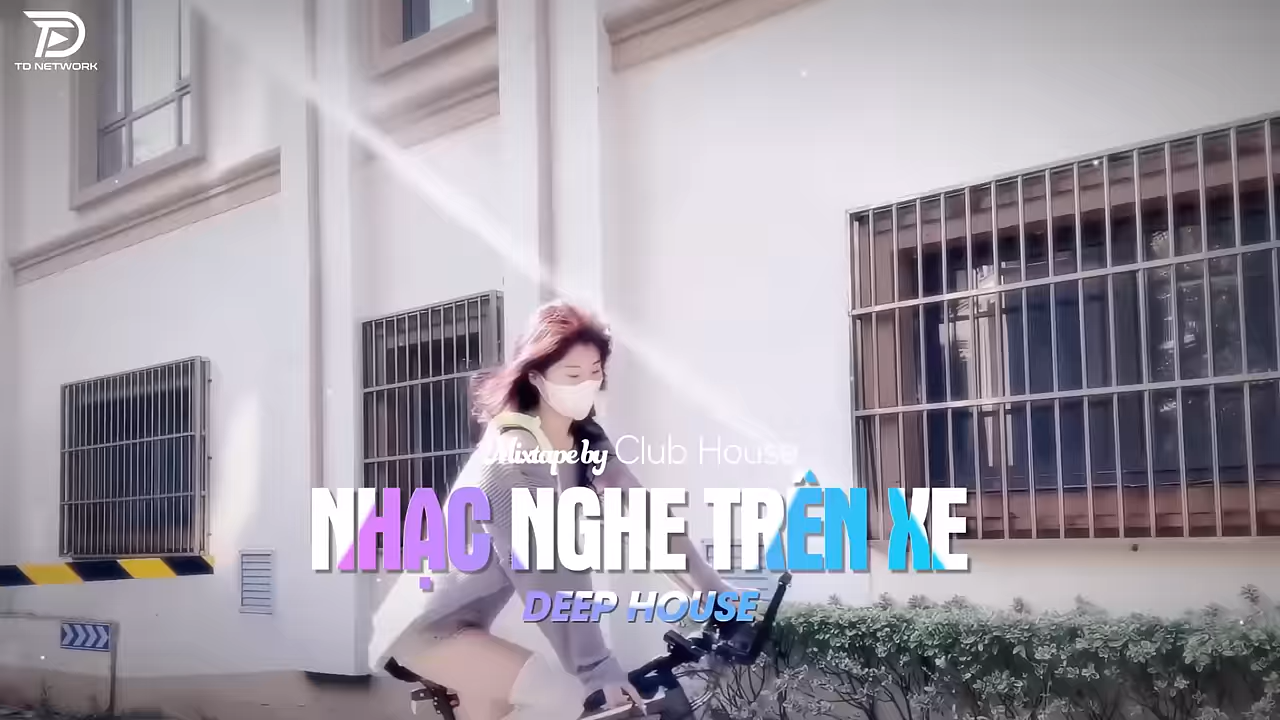 TD NETWORK
Mixtape by Club House
NHẠC NGHE TRÊN XE
DEEP HOUSE